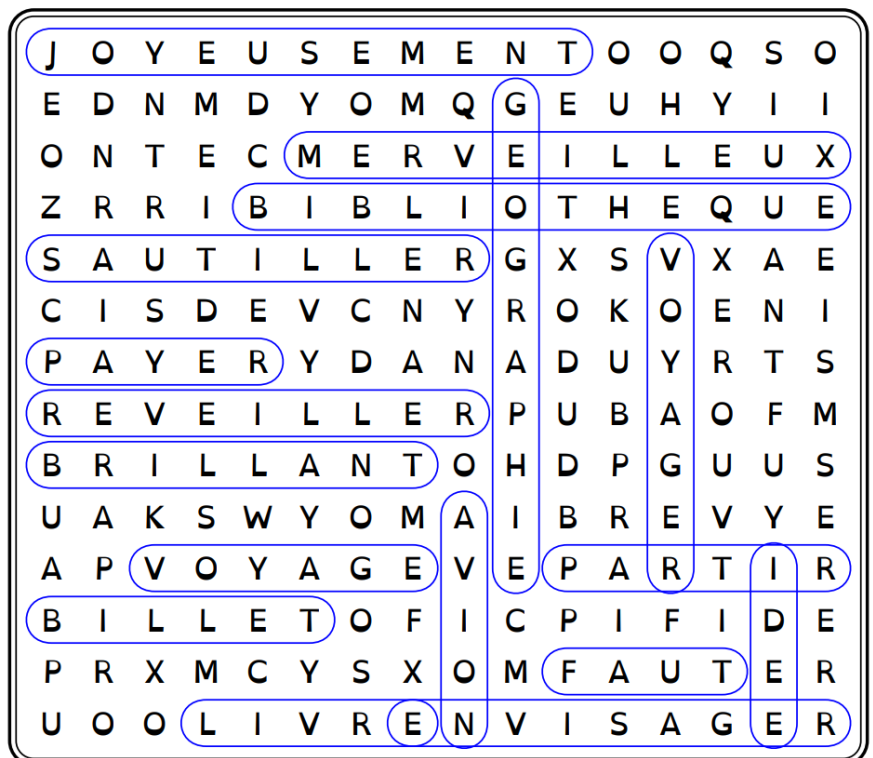 J O Y E U S E M E N T O O Q S O
E D N M D Y O M Q G E U H Y I I
O N T E C M E R V E I L L E U X
Z R R I B I B L I O T H E Q U E
S A U T I L L E R G X S V X A E
C I S D E V C N Y R O K O E N I
P A Y E R Y D A N A D U Y R T S
R E V E I L L E R P U B A O F M
B R I L L A N T O H D P G U U S
U A K S W Y O M A I B R E V Y E
A P V O Y A G E V E P A R T I R
B I L L E T O F I C P I F I D E
P R X M C Y S X O M F A U T E R
U O O L I V R E N V I S A G E R